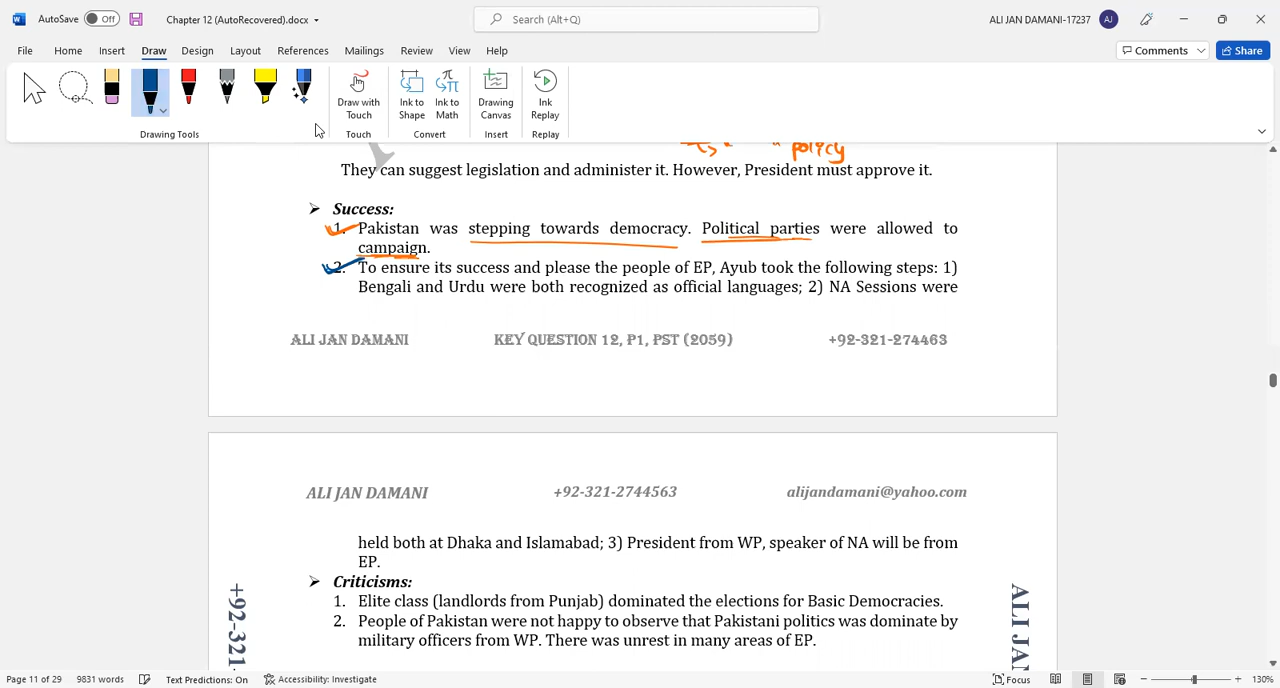 AutoSave Off Chapter 12 (AutoRecovered).docx Search (Alt+Q) ALI JAN DAMANI-17237 AJ
File Home Insert Draw Design Layout References Mailings Review View Help Comments Share
Draw with Touch
Ink to Shape
Ink to Math
Drawing Canvas
Ink Replay
Drawing Tools Touch Convert Insert Replay
policy
They can suggest legislation and administer it. However, President must approve it.
➢ Success:
1. Pakistan was stepping towards democracy. Political parties were allowed to
campaign.
2. To ensure its success and please the people of EP, Ayub took the following steps: 1)
Bengali and Urdu were both recognized as official languages; 2) NA Sessions were
ALI JAN DAMANI KEY QUESTION 12, P1, PST (2059) +92-321-274463
ALI JAN DAMANI +92-321-2744563 alijandamani@yahoo.com
held both at Dhaka and Islamabad; 3) President from WP, speaker of NA will be from
EP.
➢ Criticisms:
1. Elite class (landlords from Punjab) dominated the elections for Basic Democracies.
2. People of Pakistan were not happy to observe that Pakistani politics was dominate by
military officers from WP. There was unrest in many areas of EP.
+92-321
ALI JAN
Page 11 of 29 9831 words Text Predictions: On Accessibility: Investigate Focus 130%